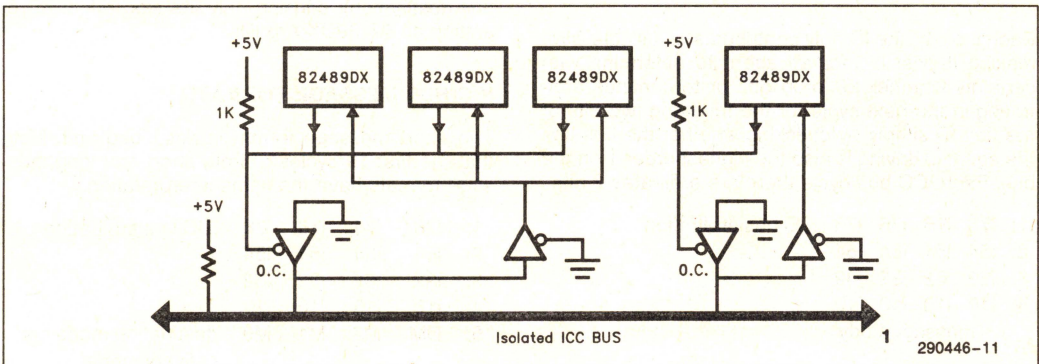 +5V
82489DX
82489DX
82489DX
+5V
82489DX
1K
1K
+5V
O.C.
O.C.
Isolated ICC BUS
1
290446-11